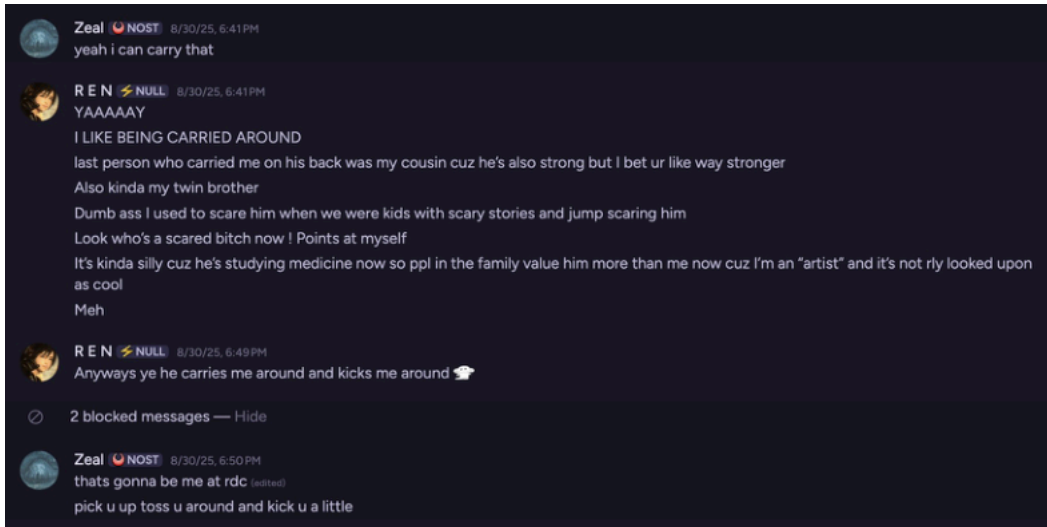 Zeal NOST 8/30/25, 6:41 PM
yeah i can carry that
R E N ⚡ NULL 8/30/25, 6:41 PM
YAAAAAY
I LIKE BEING CARRIED AROUND
last person who carried me on his back was my cousin cuz he's also strong but I bet ur like way stronger
Also kinda my twin brother
Dumb ass I used to scare him when we were kids with scary stories and jump scaring him
Look who's a scared bitch now ! Points at myself
It's kinda silly cuz he's studying medicine now so ppl in the family value him more than me now cuz I'm an “artist” and it's not rly looked upon
as cool
Meh
R E N ⚡ NULL 8/30/25, 6:49 PM
Anyways ye he carries me around and kicks me around
2 blocked messages — Hide
Zeal NOST 8/30/25, 6:50 PM
thats gonna be me at rdc (edited)
pick u up toss u around and kick u a little